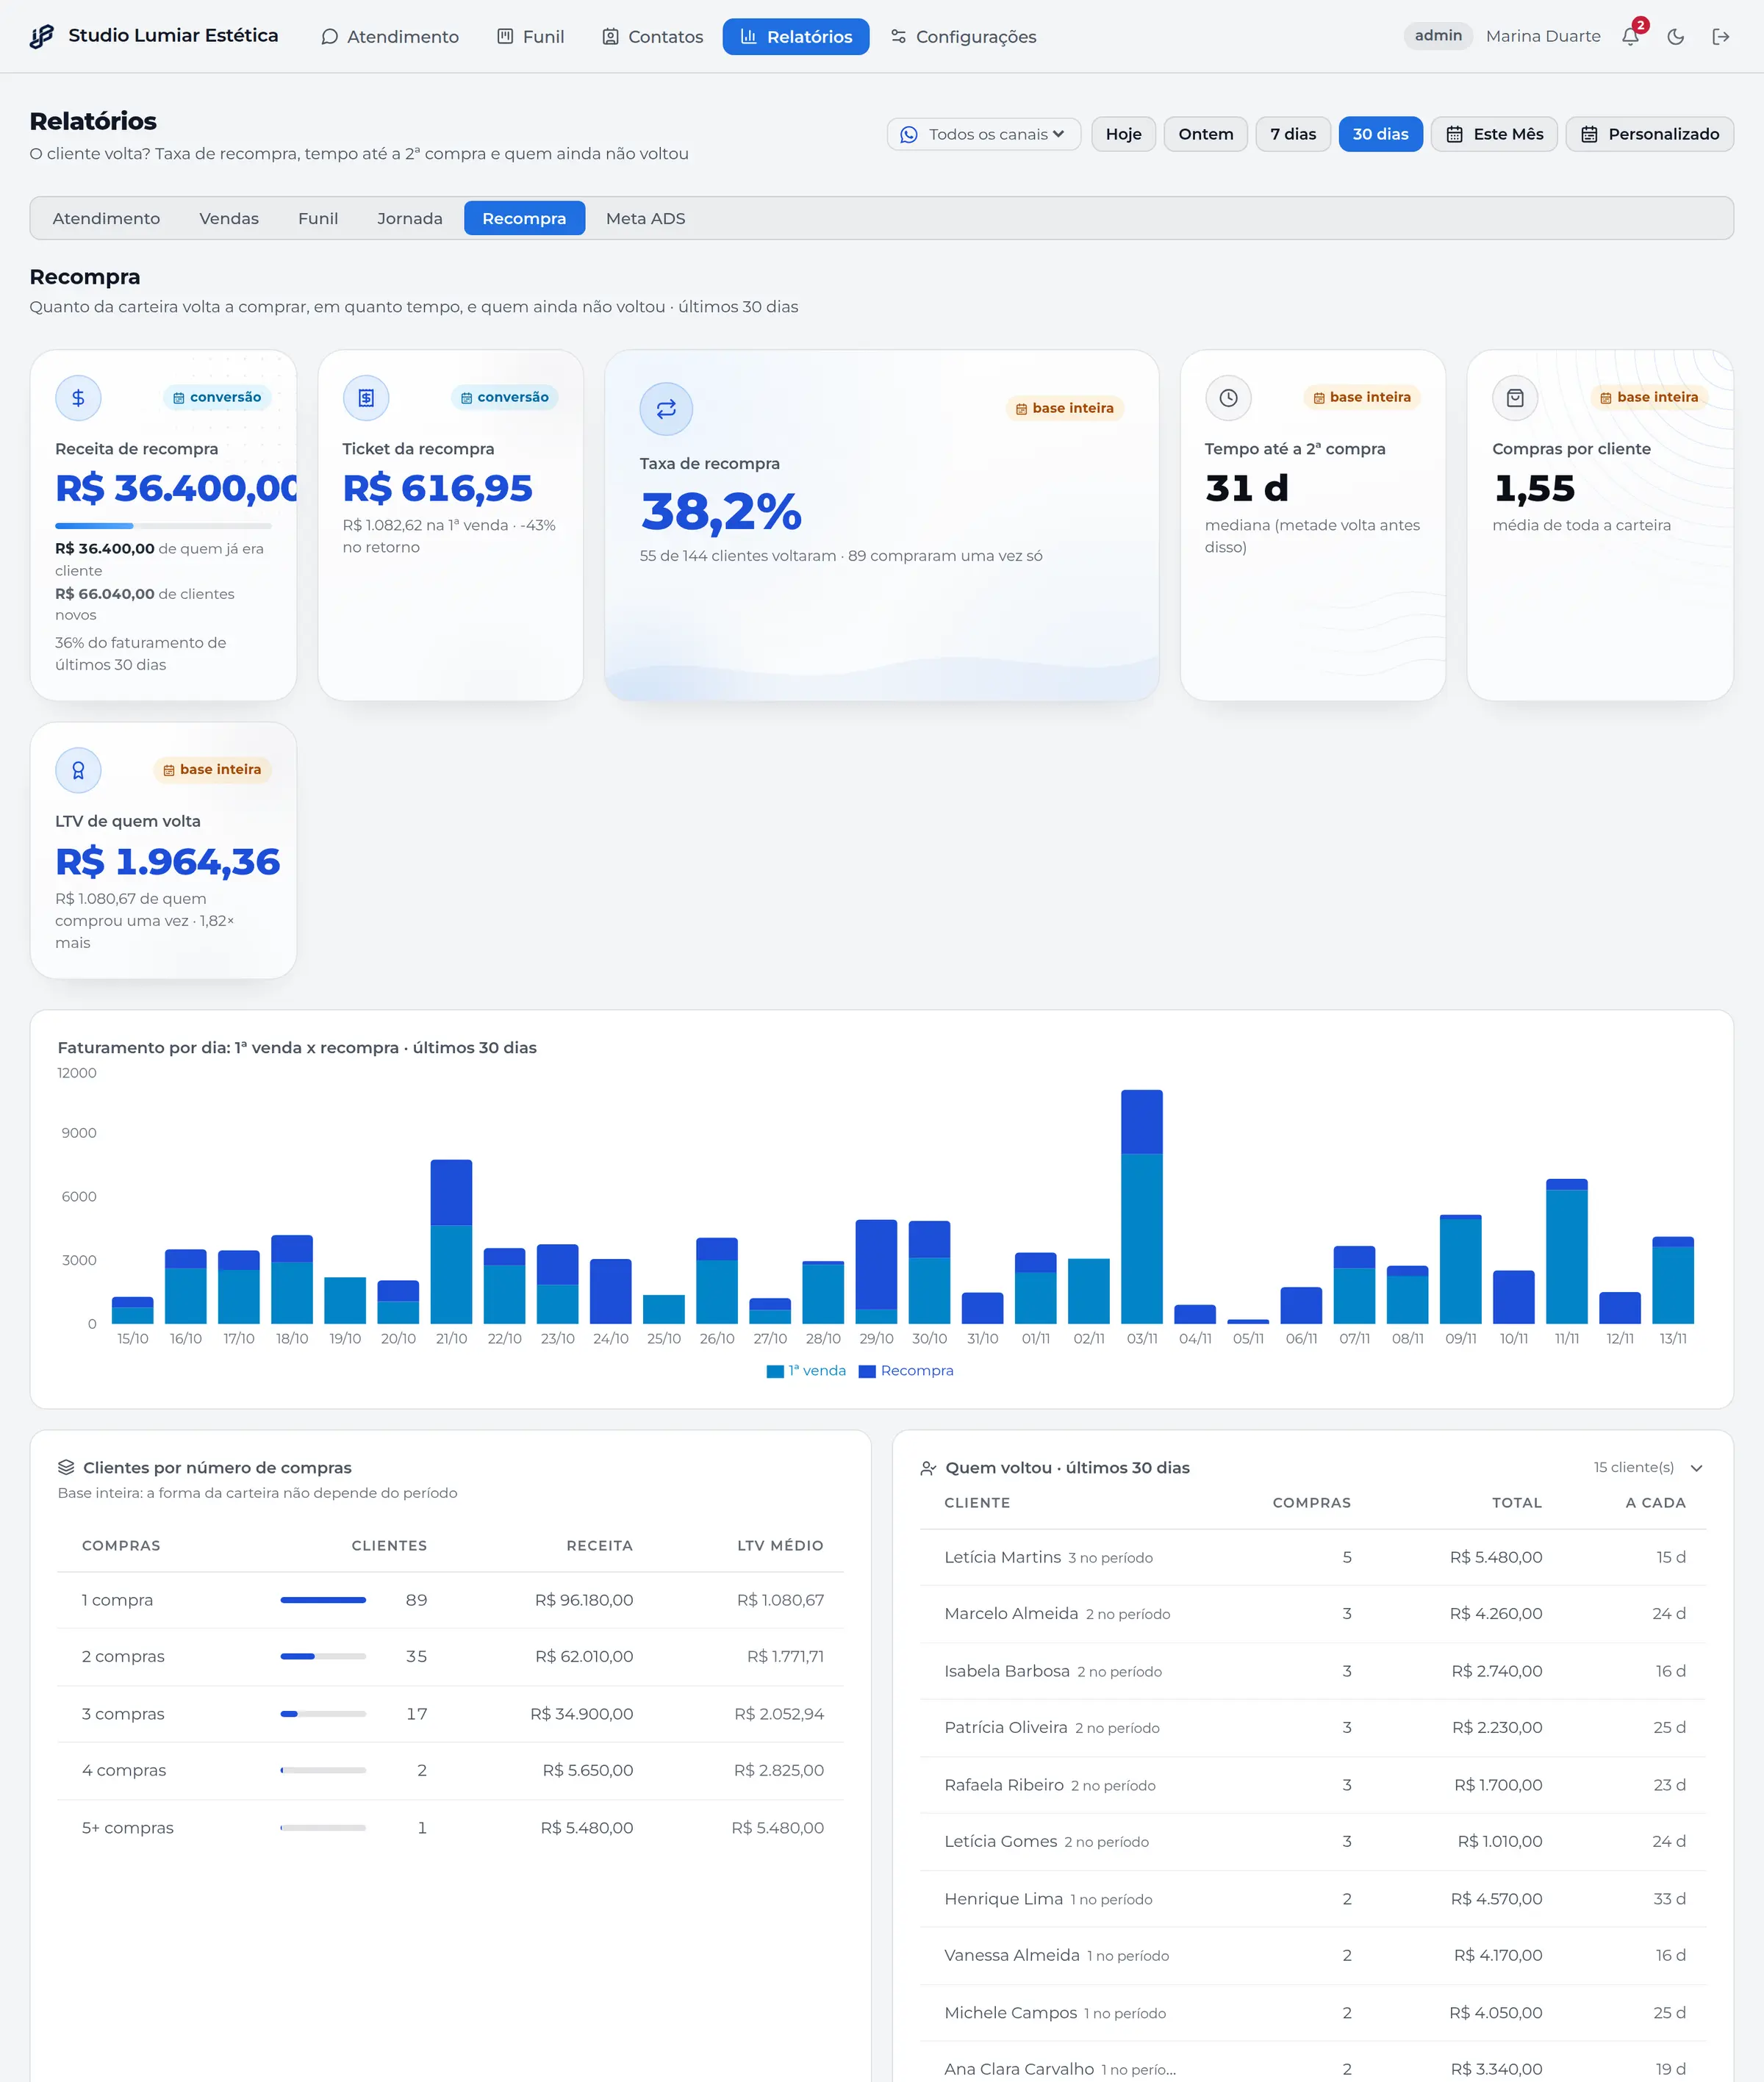 Studio Lumiar Estética
Atendimento
Funil
Contatos
Relatórios
Configurações
admin
Marina Duarte
2
Relatórios
O cliente volta? Taxa de recompra, tempo até a 2ª compra e quem ainda não voltou
Todos os canais
Hoje
Ontem
7 dias
30 dias
Este Mês
Personalizado
Atendimento
Vendas
Funil
Jornada
Recompra
Meta ADS
Recompra
Quanto da carteira volta a comprar, em quanto tempo, e quem ainda não voltou · últimos 30 dias
conversão
Receita de recompra
R$ 36.400,00
R$ 36.400,00 de quem já era
cliente
R$ 66.040,00 de clientes
novos
36% do faturamento de
últimos 30 dias
conversão
Ticket da recompra
R$ 616,95
R$ 1.082,62 na 1ª venda · -43%
no retorno
base inteira
Taxa de recompra
38,2%
55 de 144 clientes voltaram · 89 compraram uma vez só
base inteira
Tempo até a 2ª compra
31 d
mediana (metade volta antes
disso)
base inteira
Compras por cliente
1,55
média de toda a carteira
base inteira
LTV de quem volta
R$ 1.964,36
R$ 1.080,67 de quem
comprou uma vez · 1,82×
mais
Faturamento por dia: 1ª venda x recompra · últimos 30 dias
12000
9000
6000
3000
0
15/10 16/10 17/10 18/10 19/10 20/10 21/10 22/10 23/10 24/10 25/10 26/10 27/10 28/10 29/10 30/10 31/10 01/11 02/11 03/11 04/11 05/11 06/11 07/11 08/11 09/11 10/11 11/11 12/11 13/11
1ª venda Recompra
Clientes por número de compras
Base inteira: a forma da carteira não depende do período
COMPRAS CLIENTES RECEITA LTV MÉDIO
1 compra 89 R$ 96.180,00 R$ 1.080,67
2 compras 35 R$ 62.010,00 R$ 1.771,71
3 compras 17 R$ 34.900,00 R$ 2.052,94
4 compras 2 R$ 5.650,00 R$ 2.825,00
5+ compras 1 R$ 5.480,00 R$ 5.480,00
Quem voltou · últimos 30 dias
15 cliente(s)
CLIENTE COMPRAS TOTAL A CADA
Letícia Martins 3 no período 5 R$ 5.480,00 15 d
Marcelo Almeida 2 no período 3 R$ 4.260,00 24 d
Isabela Barbosa 2 no período 3 R$ 2.740,00 16 d
Patrícia Oliveira 2 no período 3 R$ 2.230,00 25 d
Rafaela Ribeiro 2 no período 3 R$ 1.700,00 23 d
Letícia Gomes 2 no período 3 R$ 1.010,00 24 d
Henrique Lima 1 no período 2 R$ 4.570,00 33 d
Vanessa Almeida 1 no período 2 R$ 4.170,00 16 d
Michele Campos 1 no período 2 R$ 4.050,00 25 d
Ana Clara Carvalho 1 no perío... 2 R$ 3.340,00 19 d